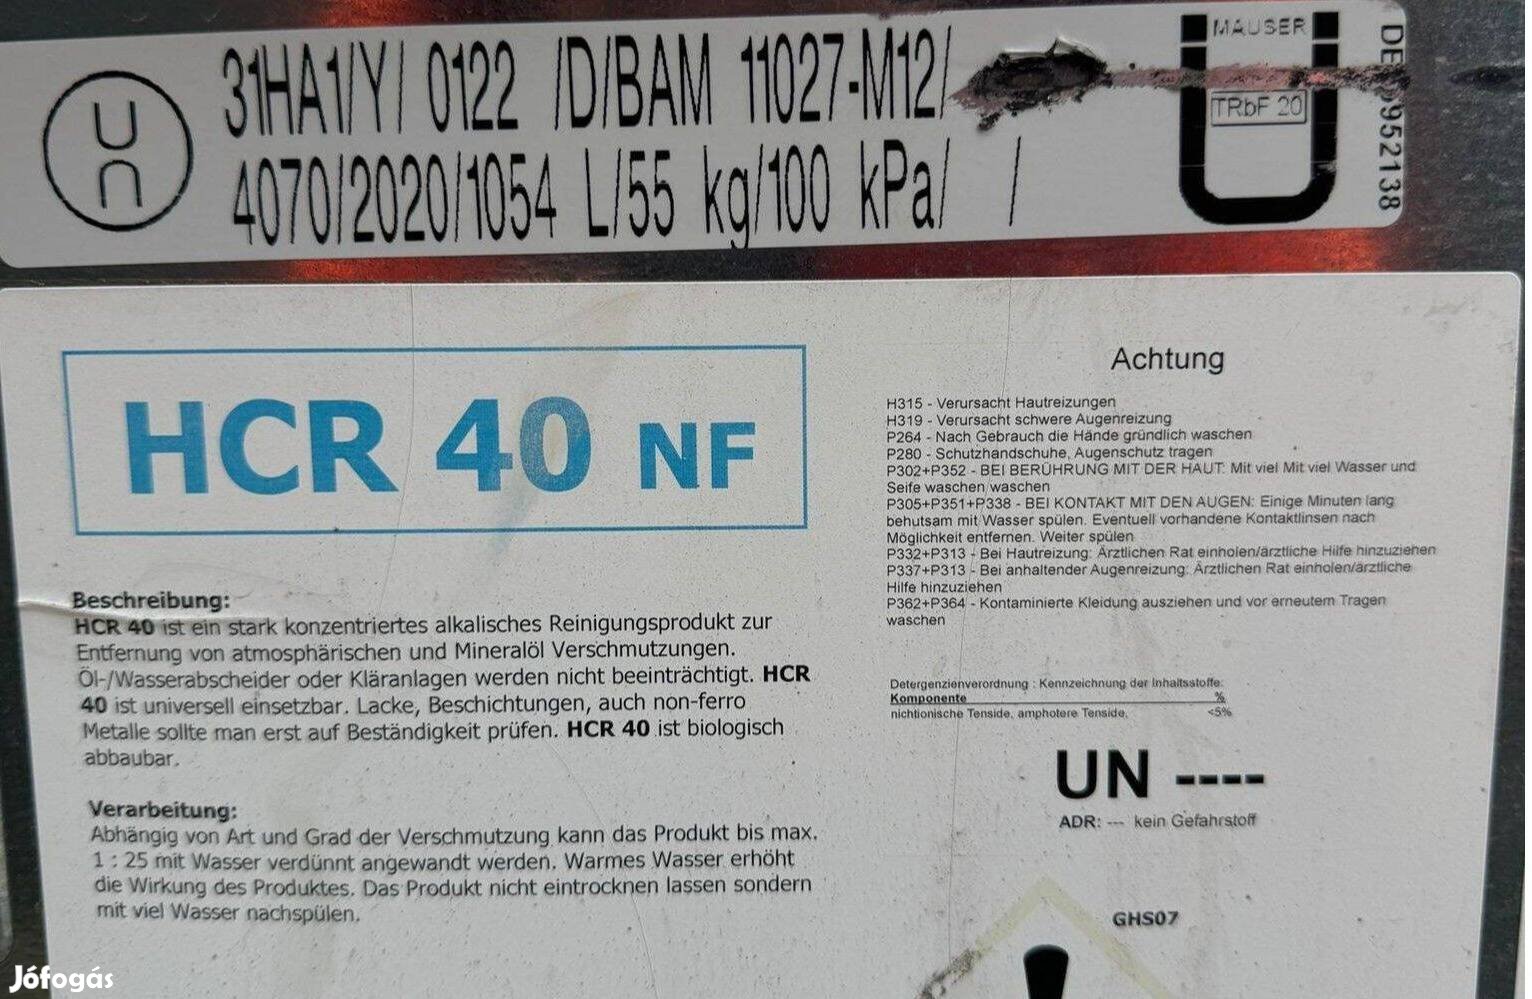 un
31HA1/Y/ 0122 /D/BAM 11027-M12/
4070/2020/1054 L/55 kg/100 kPa/ /
MAUSER
TRbF 20
952138
HCR 40 NF
Beschreibung:
HCR 40 ist ein stark konzentriertes alkalisches Reinigungsprodukt zur
Entfernung von atmosphärischen und Mineralöl Verschmutzungen.
Öl-/Wasserabscheider oder Kläranlagen werden nicht beeinträchtigt. HCR
40 ist universell einsetzbar. Lacke, Beschichtungen, auch non-ferro
Metalle sollte man erst auf Beständigkeit prüfen. HCR 40 ist biologisch
abbaubar.
Verarbeitung:
Abhängig von Art und Grad der Verschmutzung kann das Produkt bis max.
1 : 25 mit Wasser verdünnt angewandt werden. Warmes Wasser erhöht
die Wirkung des Produktes. Das Produkt nicht eintrocknen lassen sondern
mit viel Wasser nachspülen.
Achtung
H315 - Verursacht Hautreizungen
H319 - Verursacht schwere Augenreizung
P264 - Nach Gebrauch die Hände gründlich waschen
P280 - Schutzhandschuhe, Augenschutz tragen
P302+P352 - BEI BERÜHRUNG MIT DER HAUT: Mit viel Mit viel Wasser und
Seife waschen waschen
P305+P351+P338 - BEI KONTAKT MIT DEN AUGEN: Einige Minuten lang
behutsam mit Wasser spülen. Eventuell vorhandene Kontaktlinsen nach
Möglichkeit entfernen. Weiter spülen
P332+P313 - Bei Hautreizung: Ärztlichen Rat einholen/ärztliche Hilfe hinzuziehen
P337+P313 - Bei anhaltender Augenreizung: Ärztlichen Rat einholen/ärztliche
Hilfe hinzuziehen
P362+P364 - Kontaminierte Kleidung ausziehen und vor erneutem Tragen
waschen
Detergenzienverordnung : Kennzeichnung der Inhaltsstoffe:
Komponente %
nichtionische Tenside, amphotere Tenside, <5%
UN ----
ADR: --- kein Gefahrstoff
GHS07
Jófogás